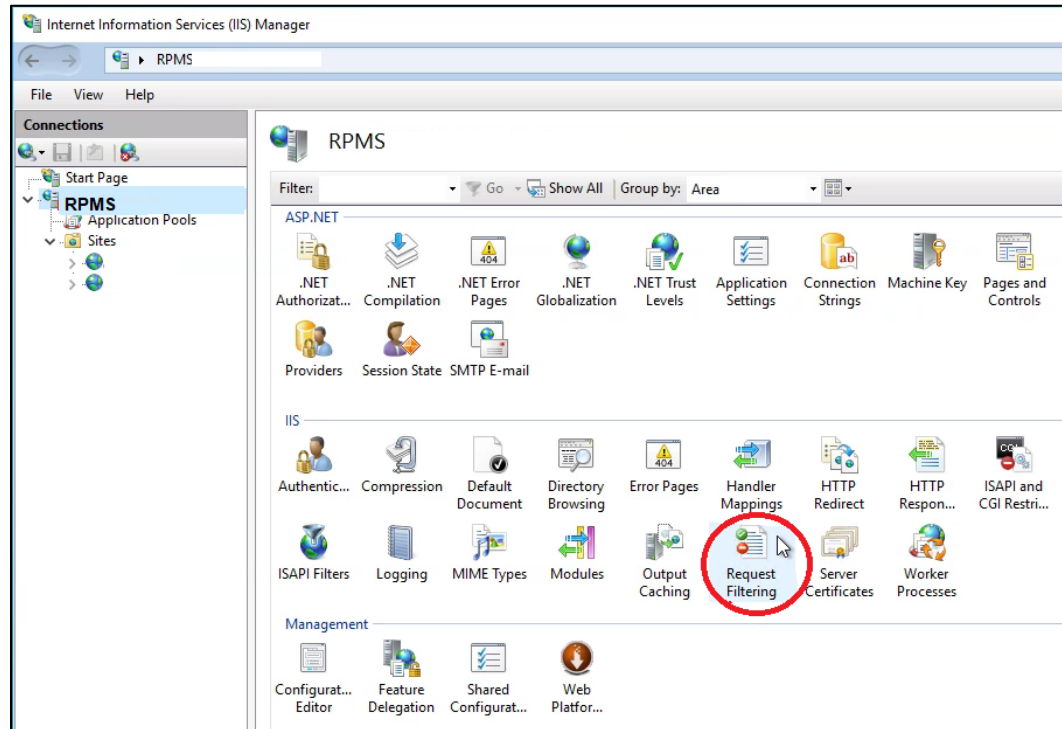 Internet Information Services (IIS) Manager
RPMS
File View Help
Connections
Start Page
RPMS
Application Pools
Sites
RPMS
Filter: Go Show All Group by: Area
ASP.NET
404
ab
.NET .NET .NET Error .NET .NET Trust Application Connection Machine Key Pages and
Authorizat... Compilation Pages Globalization Levels Settings Strings Controls
Providers Session State SMTP E-mail
IIS
404
CGI
Authentic... Compression Default Directory Error Pages Handler HTTP HTTP ISAPI and
Document Browsing Mappings Redirect Respon... CGI Restri...
ISAPI Filters Logging MIME Types Modules Output Request Server Worker
Caching Filtering Certificates Processes
Management
Configurat... Feature Shared Web
Editor Delegation Configurat... Platfor...